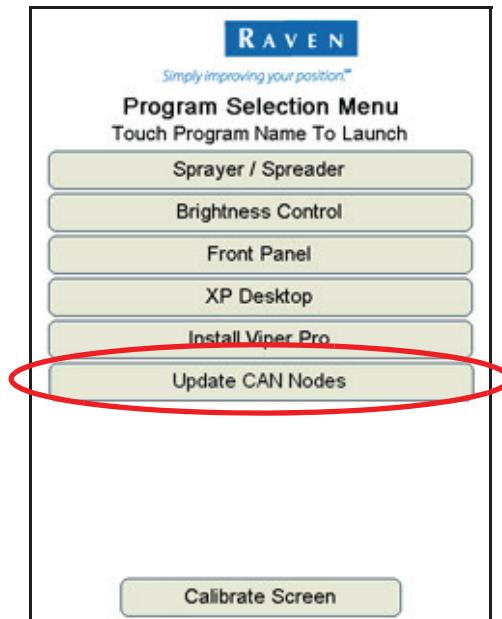 RAVEN
Simply improving your position.℠
Program Selection Menu
Touch Program Name To Launch
Sprayer / Spreader
Brightness Control
Front Panel
XP Desktop
Install Viper Pro
Update CAN Nodes
Calibrate Screen